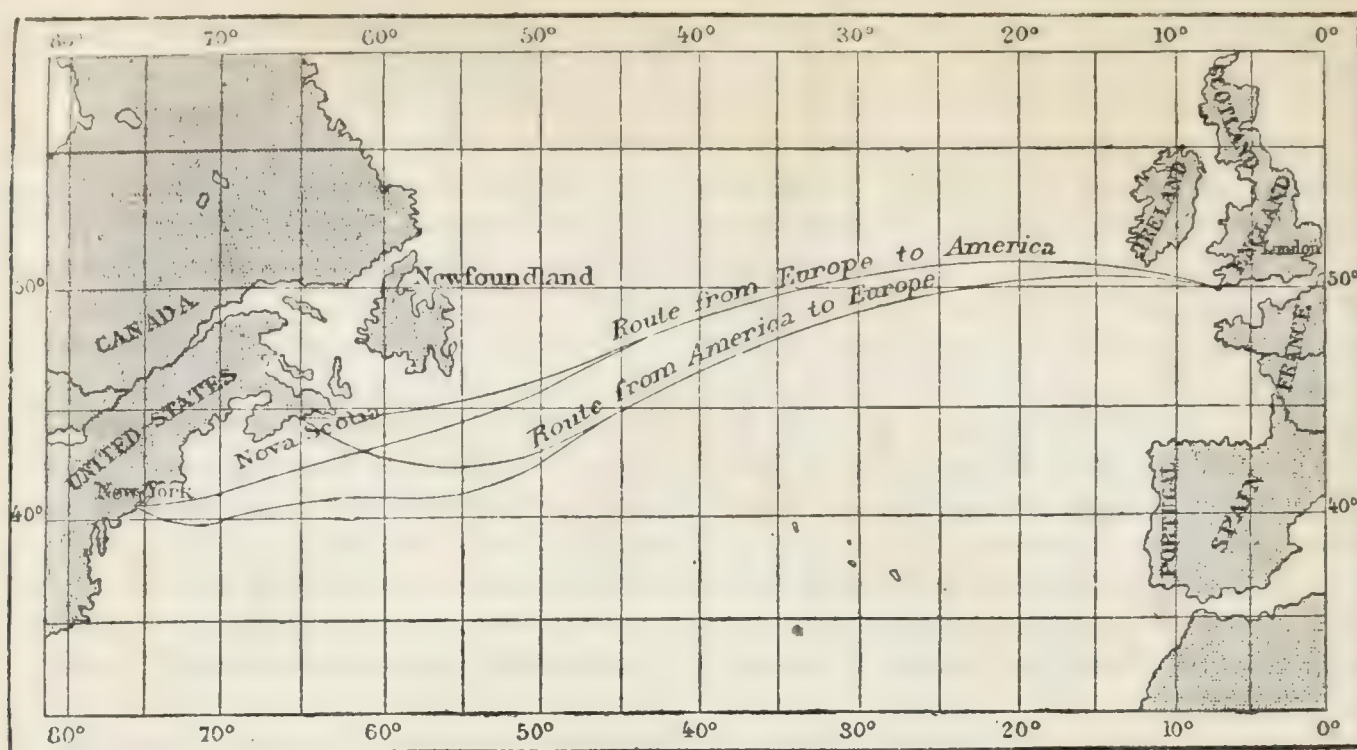 80° 70° 60° 50° 40° 30° 20° 10° 0°
SCOTLAND
IRELAND
ENGLAND
London
Route from Europe to America
50° Newfoundland 50°
Route from America to Europe
CANADA
FRANCE
UNITED STATES
Nova Scotia
New York
40° 40°
PORTUGAL
SPAIN
80° 70° 60° 50° 40° 30° 20° 10° 0°